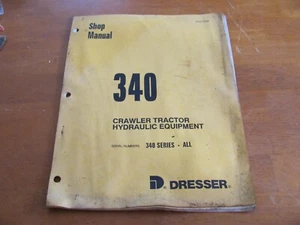 Shop
Manual
340
CRAWLER TRACTOR
HYDRAULIC EQUIPMENT
340 SERIES - ALL
DRESSER